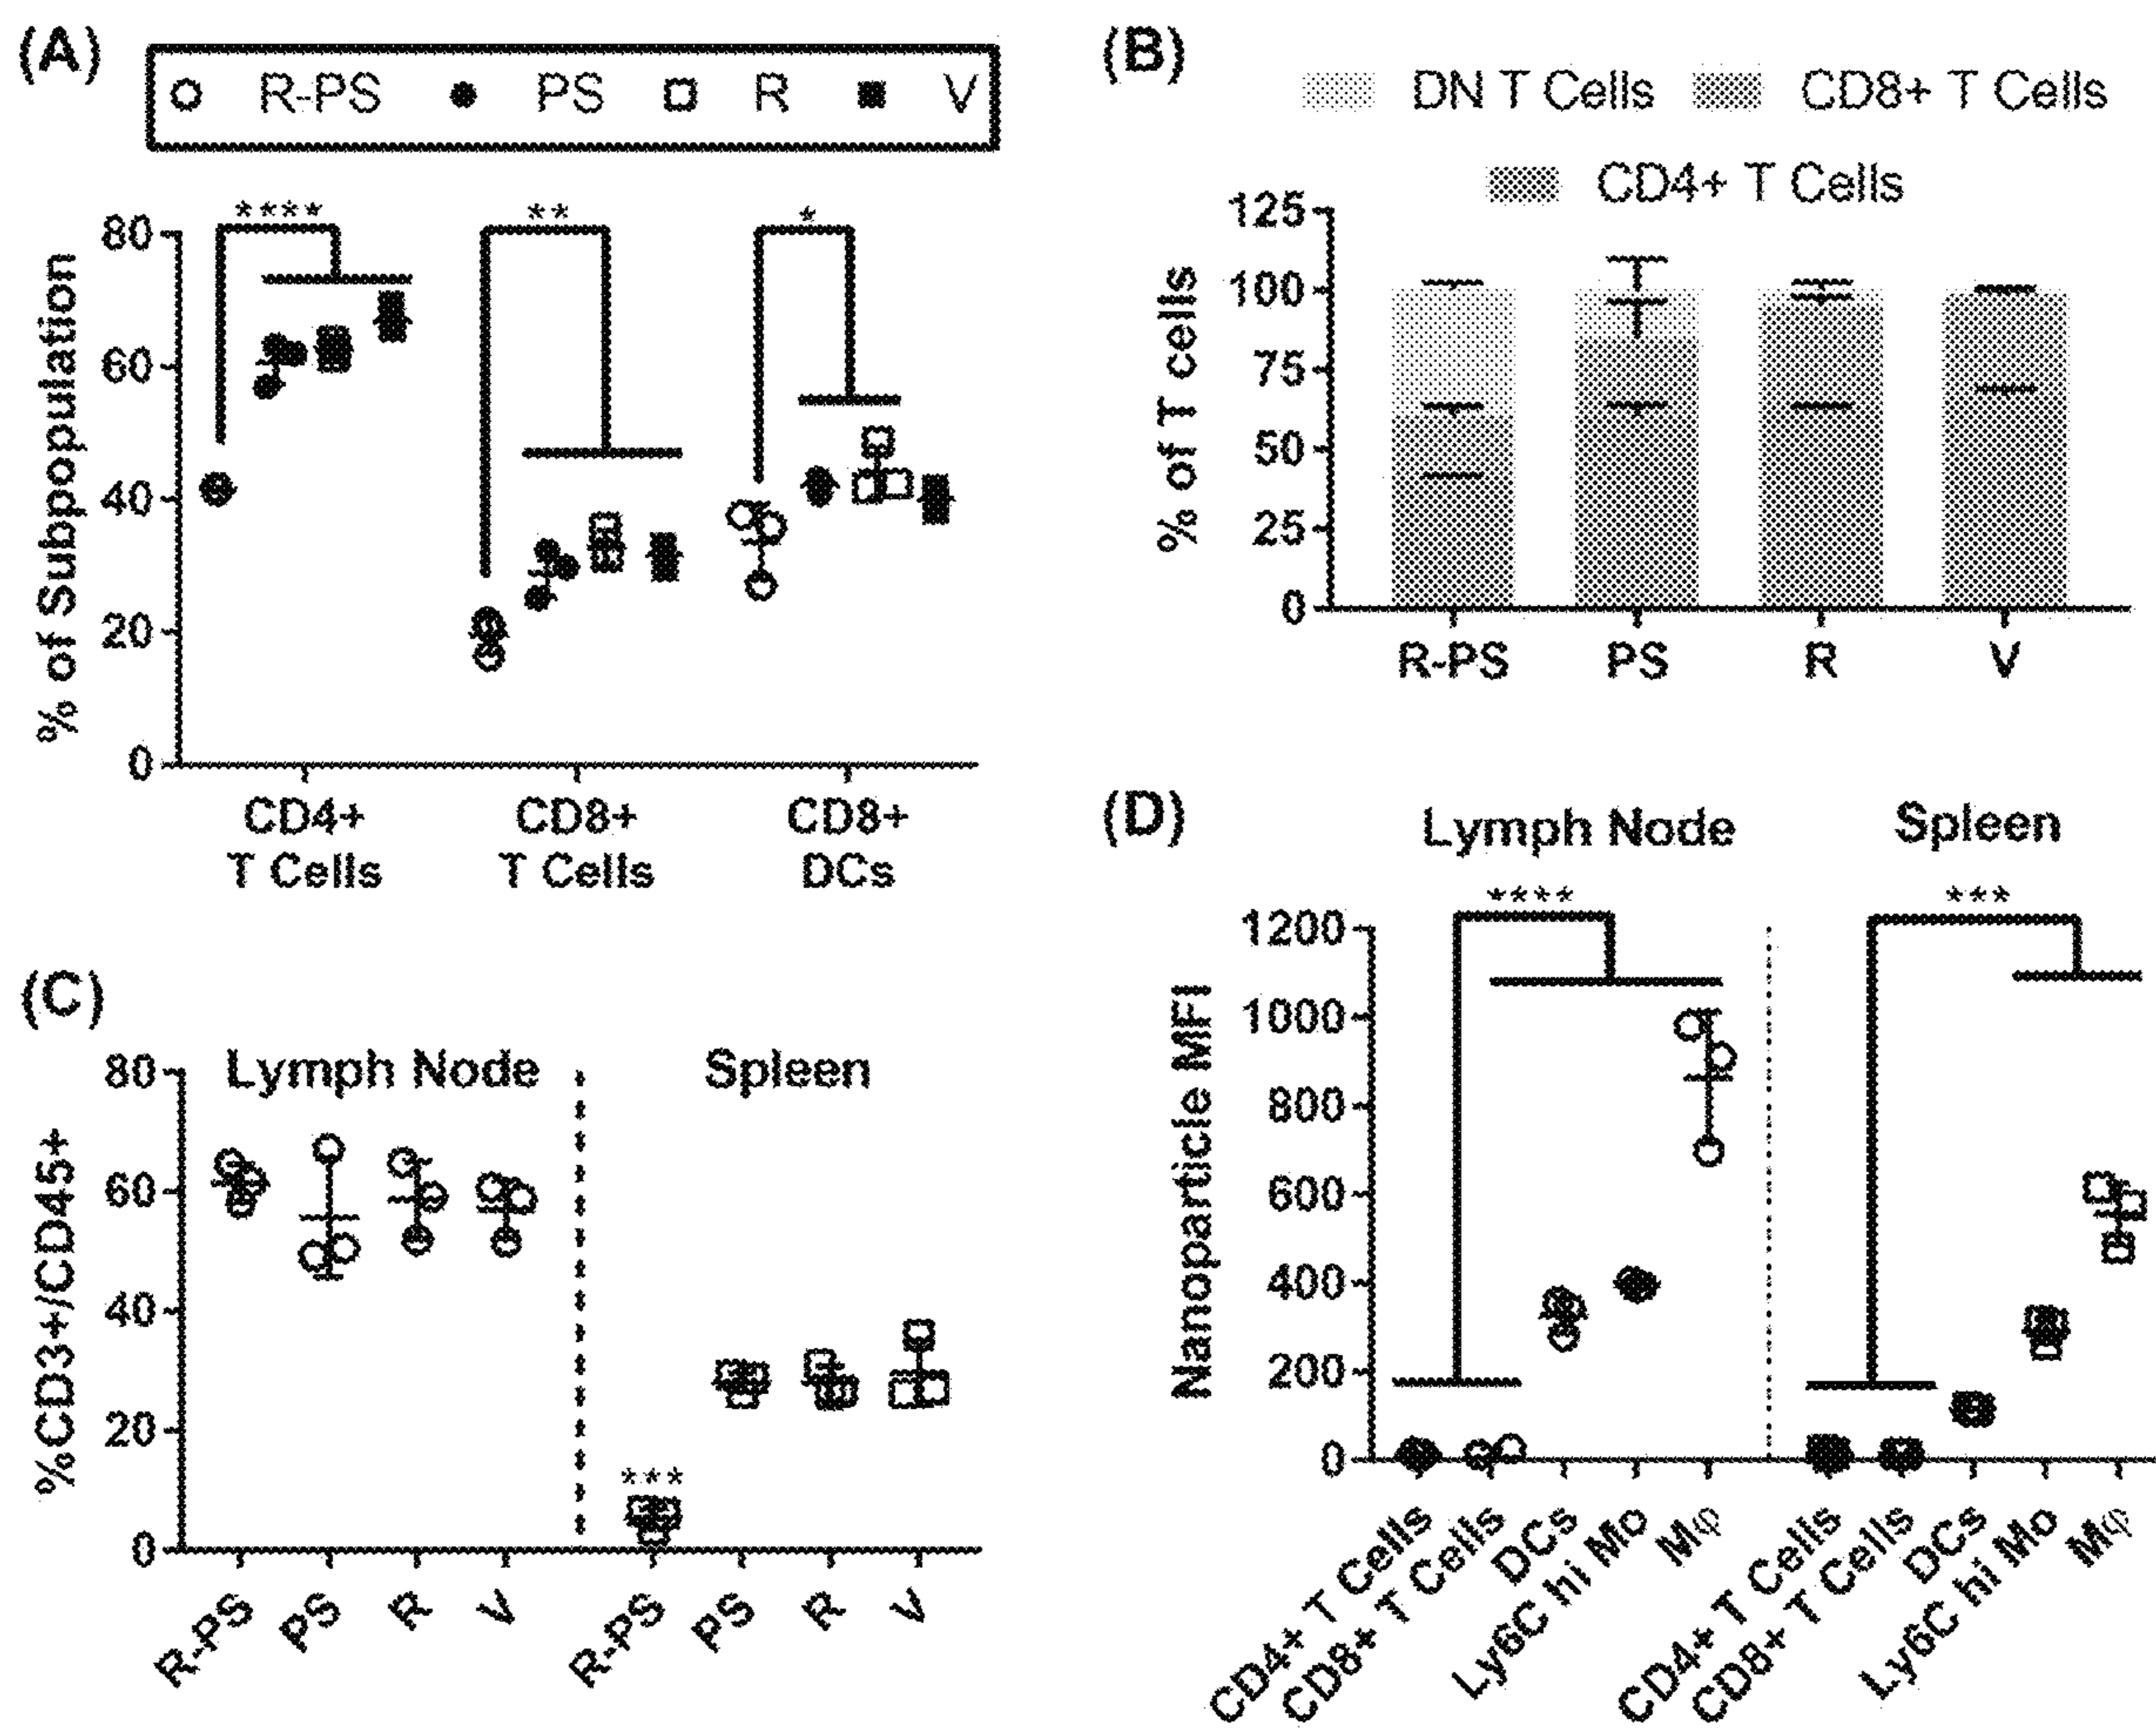 (A)
R-PS PS R V
**** ** *
80
60
40
20
0
% of Subpopulation
CD4+ CD8+ CD8+
T Cells T Cells DCs
(B)
DN T Cells CD8+ T Cells
CD4+ T Cells
125
100
75
50
25
0
% of T cells
R-PS PS R V
(C)
Lymph Node Spleen
80
60
40
20
0
%CD3+/CD45+
***
R-PS PS R V R-PS PS R V
(D)
Lymph Node Spleen
**** ***
1200
1000
800
600
400
200
0
Nanoparticle MFI
CD4+ T Cells
CD8+ T Cells
DCs
Ly6C hi Mo
Mφ
CD4+ T Cells
CD8+ T Cells
DCs
Ly6C hi Mo
Mφ